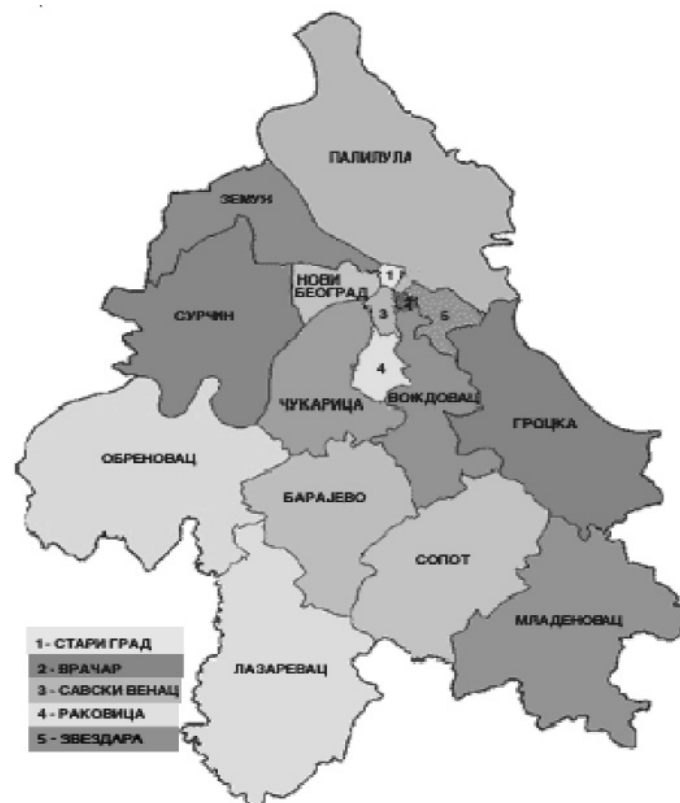 ПАЛИЛУЛА
ЗЕМУН
НОВИ
БЕОГРАД
1
2
3
5
СУРЧИН
4
ЧУКАРИЦА
ВОЖДОВАЦ
ГРОЦКА
ОБРЕНОВАЦ
БАРАЈЕВО
СОПОТ
МЛАДЕНОВАЦ
ЛАЗАРЕВАЦ
1 - СТАРИ ГРАД
2 - ВРАЧАР
3 - САВСКИ ВЕНАЦ
4 - РАКОВИЦА
5 - ЗВЕЗДАРА